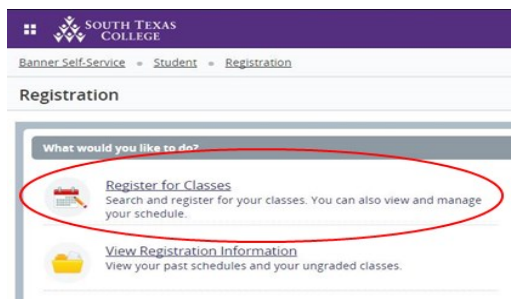 SOUTH TEXAS
COLLEGE
Banner Self-Service • Student • Registration
Registration
What would you like to do?
Register for Classes
Search and register for your classes. You can also view and manage
your schedule.
View Registration Information
View your past schedules and your ungraded classes.